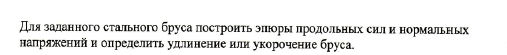 Для заданного стального бруса построить эпюры продольных сил и нормальных
напряжений и определить удлинение или укорочение бруса.